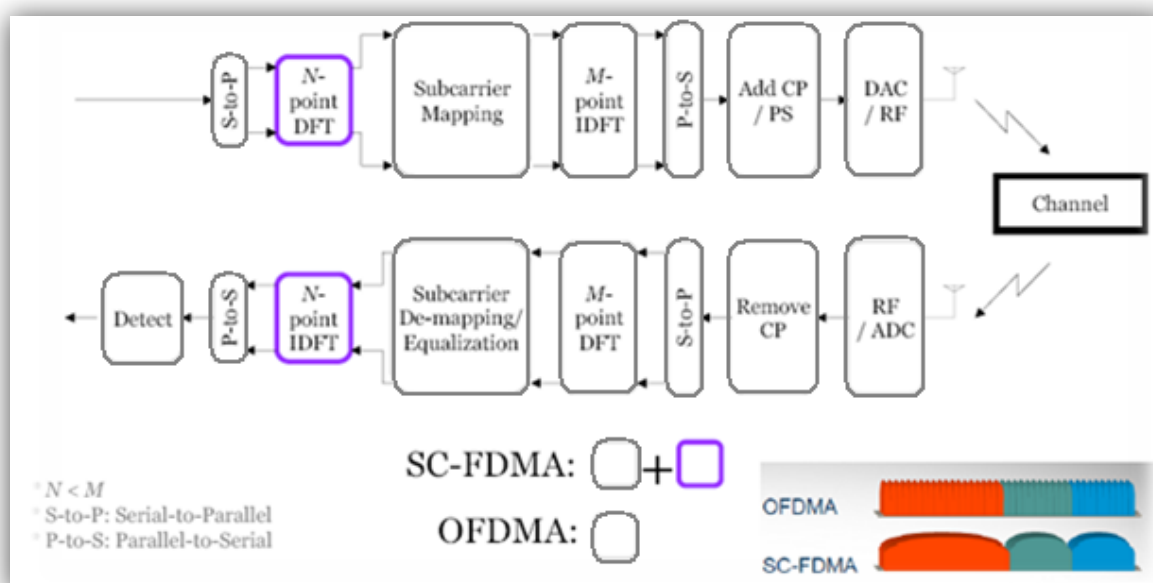 S-to-P
N-
point
DFT
Subcarrier
Mapping
M-
point
IDFT
P-to-S
Add CP
/ PS
DAC
/ RF
Channel
Detect
P-to-S
N-
point
IDFT
Subcarrier
De-mapping/
Equalization
M-
point
DFT
S-to-P
Remove
CP
RF
/ ADC
SC-FDMA: +
OFDMA:
* N < M
* S-to-P: Serial-to-Parallel
* P-to-S: Parallel-to-Serial
OFDMA
SC-FDMA